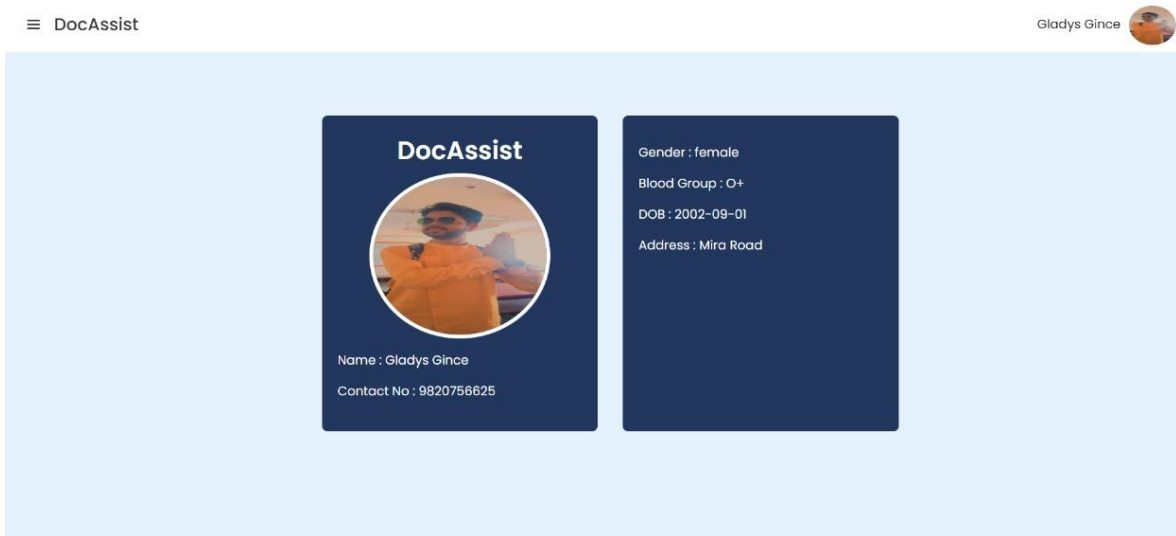 DocAssist
Gladys Gince
DocAssist
Name : Gladys Gince
Contact No : 9820756625
Gender : female
Blood Group : O+
DOB : 2002-09-01
Address : Mira Road